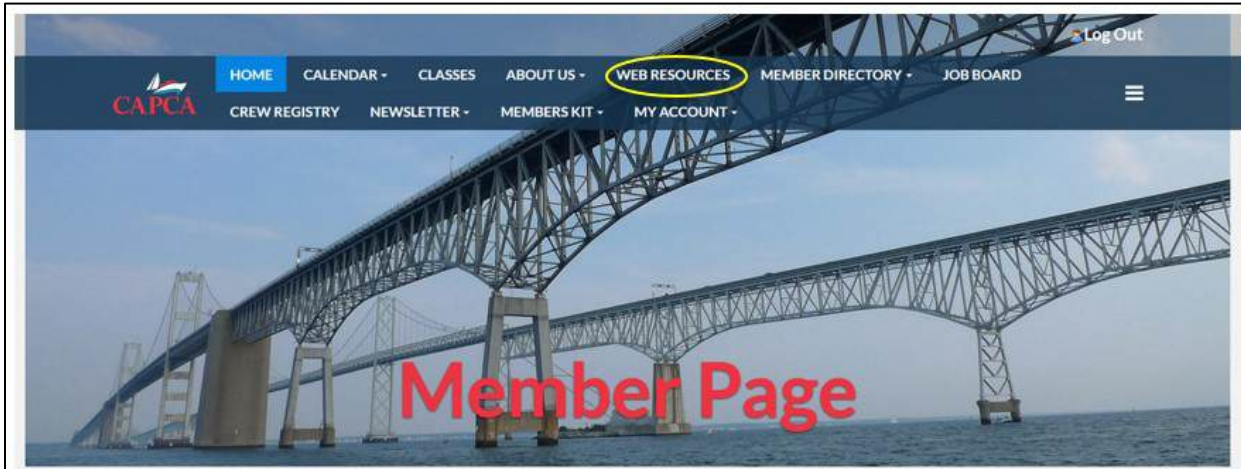 Log Out
HOME CALENDAR CLASSES ABOUT US WEB RESOURCES MEMBER DIRECTORY JOB BOARD
CAPCA
CREW REGISTRY NEWSLETTER MEMBERS KIT MY ACCOUNT
Member Page